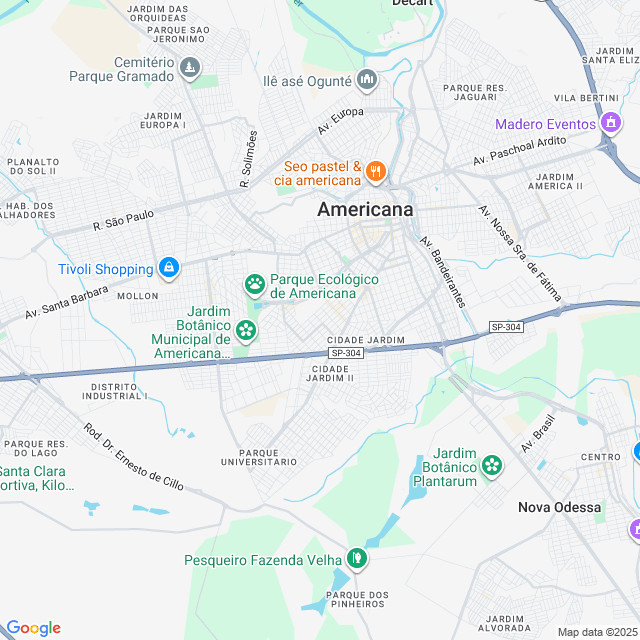 Decart
JARDIM DAS
ORQUIDEAS
PARQUE SAO
JERONIMO
JARDIM
SANTA ELIZ
Cemitério
Parque Gramado
Ilê asé Ogunté
PARQUE RES.
JAGUARI
VILA BERTINI
JARDIM
EUROPA I
Av. Europa
Madero Eventos
R. Solimões
Av. Paschoal Ardito
PLANALTO
DO SOL II
Seo pastel &
cia americana
JARDIM
AMERICA II
. HAB. DOS
ALHADORES
R. São Paulo
Americana
Av. Nossa Sra. de Fátima
Av. Bandeirantes
Tivoli Shopping
MOLLON
Parque Ecológico
de Americana
Av. Santa Barbara
Jardim
Botânico
Municipal de
Americana...
SP-304
CIDADE JARDIM
SP-304
CIDADE
JARDIM II
DISTRITO
INDUSTRIAL I
Rod. Dr. Ernesto de Cillo
Av. Brasil
PARQUE RES.
DO LAGO
PARQUE
UNIVERSITARIO
Jardim
Botânico
Plantarum
CENTRO
Santa Clara
portiva, Kilo...
Nova Odessa
Pesqueiro Fazenda Velha
PARQUE DOS
PINHEIROS
JARDIM
ALVORADA
Google
Map data ©2025